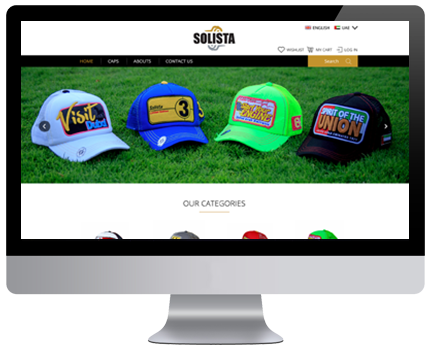 ENGLISH UAE
SOLISTA
WISHLIST MY CART LOG IN
HOME CAPS ABOUTS CONTACT US Search
Visit
Dubai
Solista
3
SPIRIT OF THE
UNION
OUR CATEGORIES